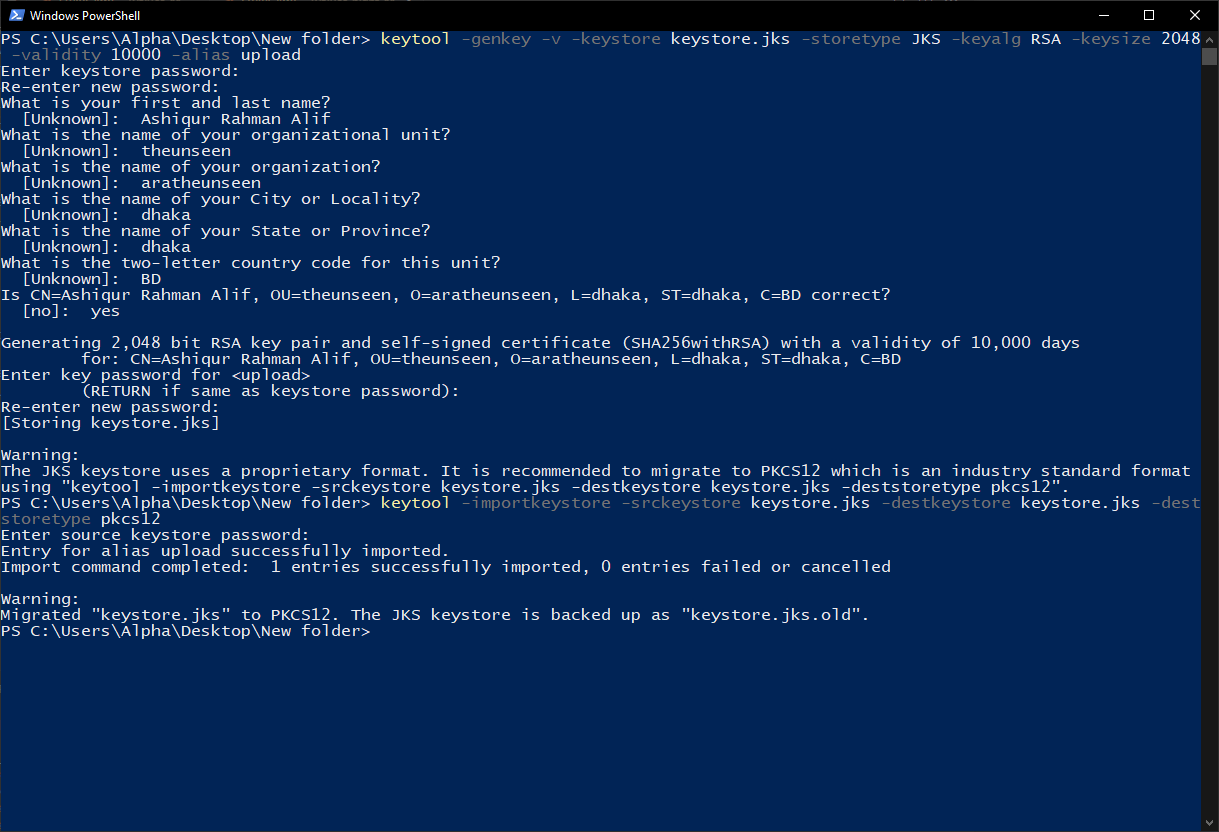 Windows PowerShell
PS C:\Users\Alpha\Desktop\New folder> keytool -genkey -v -keystore keystore.jks -storetype JKS -keyalg RSA -keysize 2048
-validity 10000 -alias upload
Enter keystore password:
Re-enter new password:
What is your first and last name?
[Unknown]: Ashiqur Rahman Alif
What is the name of your organizational unit?
[Unknown]: theunseen
What is the name of your organization?
[Unknown]: aratheunseen
What is the name of your City or Locality?
[Unknown]: dhaka
What is the name of your State or Province?
[Unknown]: dhaka
What is the two-letter country code for this unit?
[Unknown]: BD
Is CN=Ashiqur Rahman Alif, OU=theunseen, O=aratheunseen, L=dhaka, ST=dhaka, C=BD correct?
[no]: yes
Generating 2,048 bit RSA key pair and self-signed certificate (SHA256withRSA) with a validity of 10,000 days
for: CN=Ashiqur Rahman Alif, OU=theunseen, O=aratheunseen, L=dhaka, ST=dhaka, C=BD
Enter key password for <upload>
(RETURN if same as keystore password):
Re-enter new password:
[Storing keystore.jks]
Warning:
The JKS keystore uses a proprietary format. It is recommended to migrate to PKCS12 which is an industry standard format
using "keytool -importkeystore -srckeystore keystore.jks -destkeystore keystore.jks -deststoretype pkcs12".
PS C:\Users\Alpha\Desktop\New folder> keytool -importkeystore -srckeystore keystore.jks -destkeystore keystore.jks -dest
storetype pkcs12
Enter source keystore password:
Entry for alias upload successfully imported.
Import command completed: 1 entries successfully imported, 0 entries failed or cancelled
Warning:
Migrated "keystore.jks" to PKCS12. The JKS keystore is backed up as "keystore.jks.old".
PS C:\Users\Alpha\Desktop\New folder>